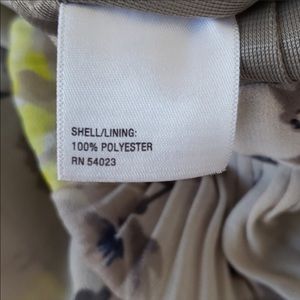 SHELL/LINING:
100% POLYESTER
RN 54023